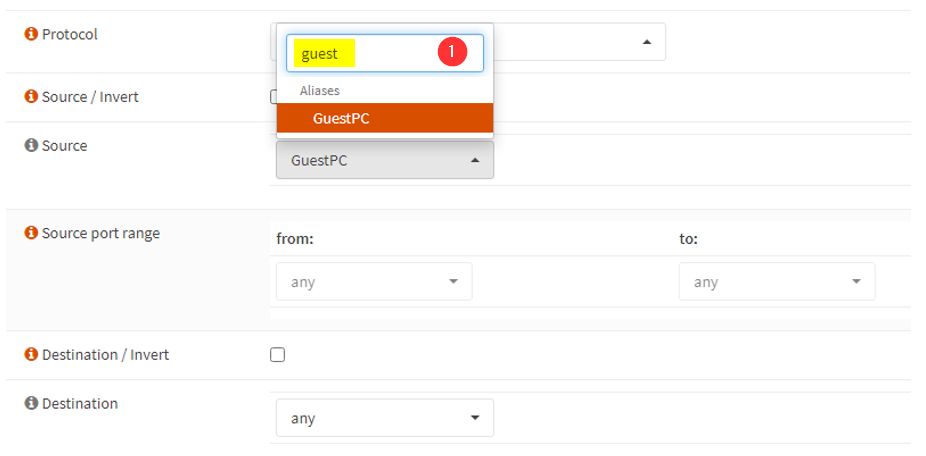 Protocol
guest
1
Source / Invert
Aliases
GuestPC
Source
GuestPC
Source port range
from:
to:
any
any
Destination / Invert
Destination
any